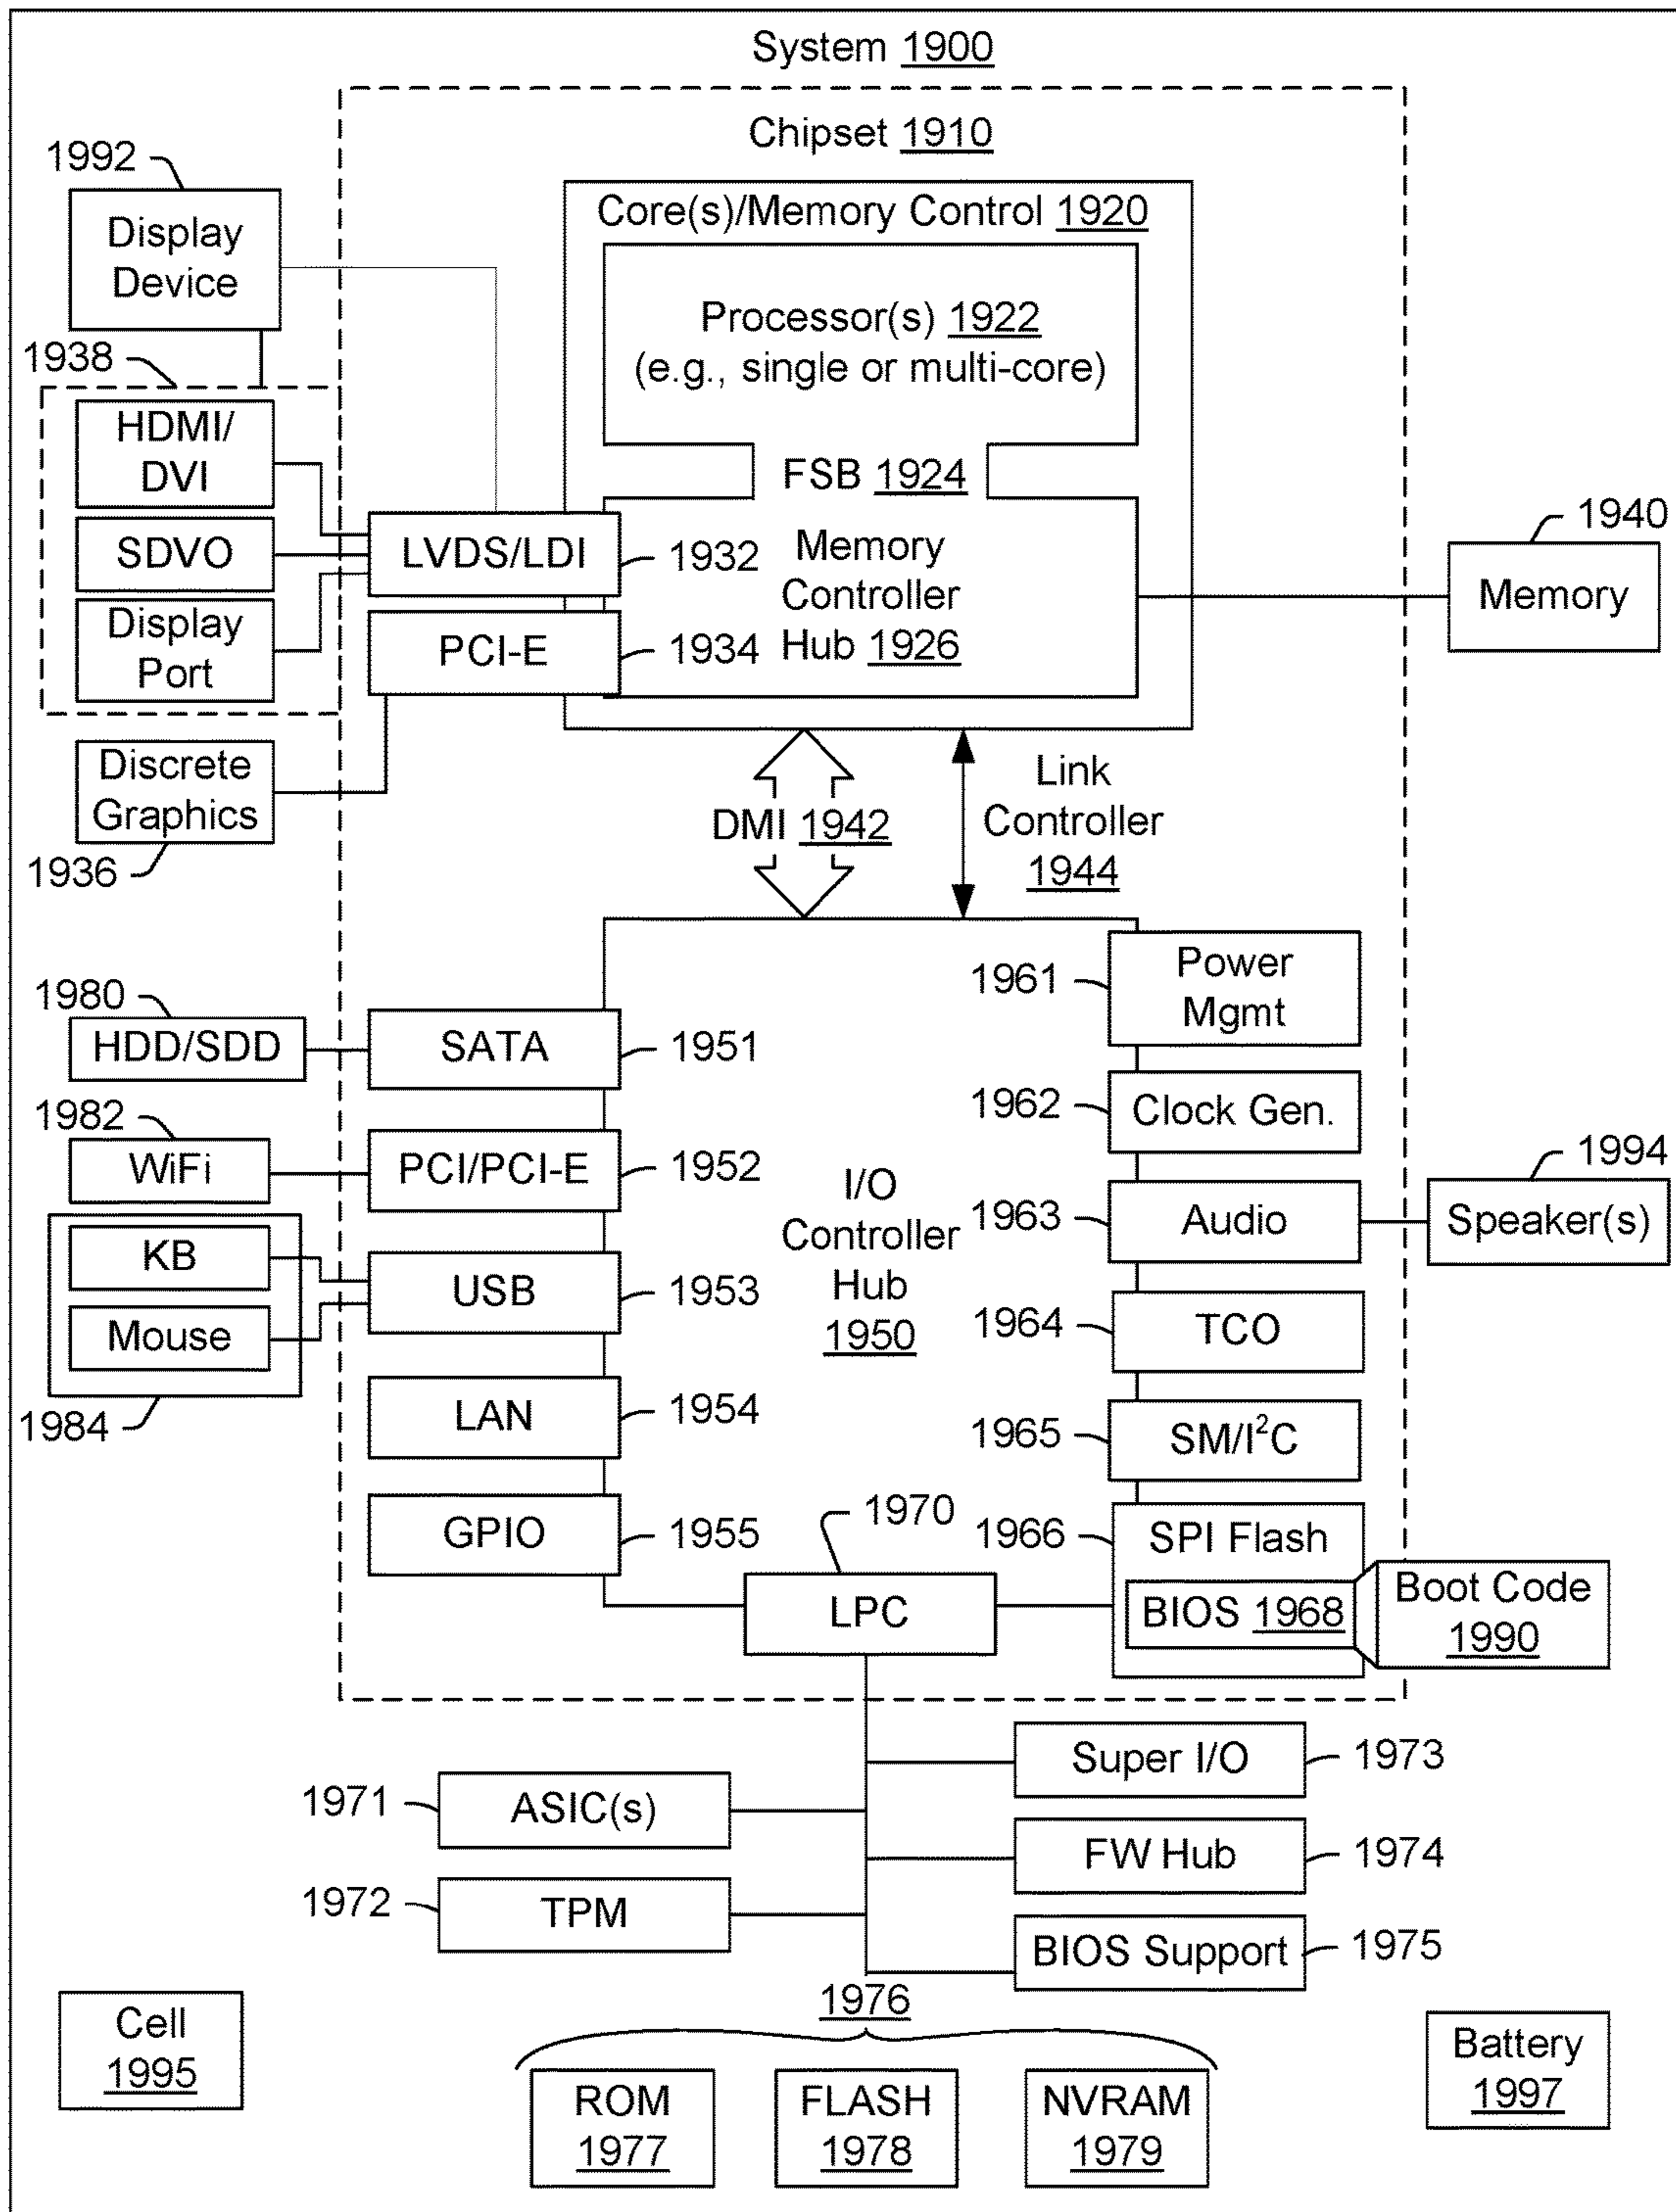 System 1900
Chipset 1910
1992
Display
Device
Core(s)/Memory Control 1920
Processor(s) 1922
(e.g., single or multi-core)
FSB 1924
Memory
Controller
Hub 1926
1938
HDMI/
DVI
SDVO
Display
Port
LVDS/LDI
1932
PCI-E
1934
1940
Memory
Discrete
Graphics
1936
DMI 1942
Link
Controller
1944
1980
HDD/SDD
SATA
1951
1982
WiFi
PCI/PCI-E
1952
KB
Mouse
1984
USB
1953
LAN
1954
GPIO
1955
I/O
Controller
Hub
1950
1961
Power
Mgmt
1962
Clock Gen.
1963
Audio
1994
Speaker(s)
1964
TCO
1965
SM/I²C
1966
SPI Flash
BIOS 1968
Boot Code
1990
1970
LPC
1971
ASIC(s)
1972
TPM
Super I/O
1973
FW Hub
1974
BIOS Support
1975
1976
ROM
1977
FLASH
1978
NVRAM
1979
Cell
1995
Battery
1997